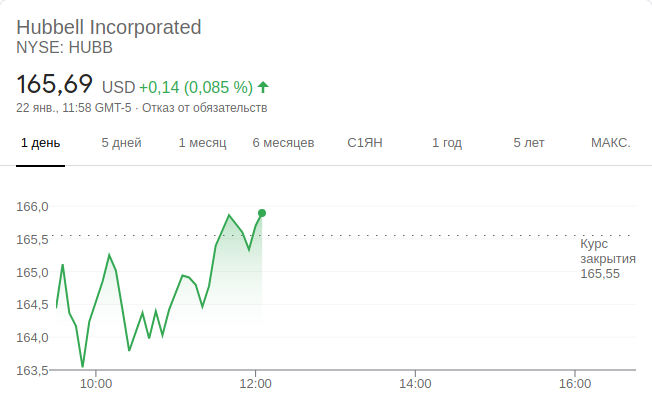 Hubbell Incorporated
NYSE: HUBB
165,69 USD +0,14 (0,085 %)
22 янв., 11:58 GMT-5 · Отказ от обязательств
1 день 5 дней 1 месяц 6 месяцев С1ЯН 1 год 5 лет МАКС.
166,0
165,5
Курс
закрытия
165,55
165,0
164,5
164,0
163,5
10:00 12:00 14:00 16:00